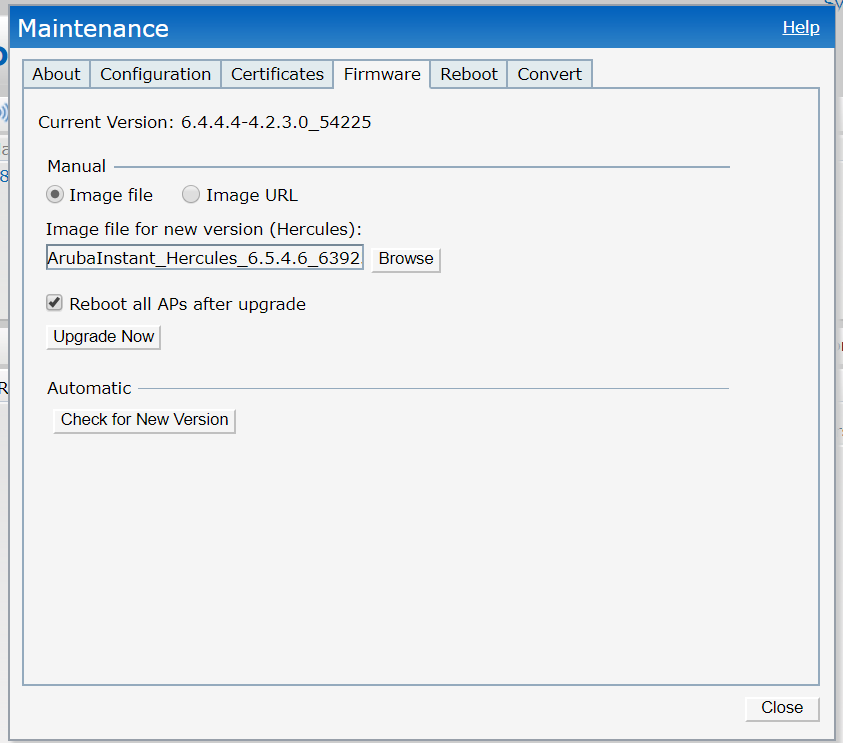 Maintenance Help
About Configuration Certificates Firmware Reboot Convert
Current Version: 6.4.4.4-4.2.3.0_54225
Manual
Image file Image URL
Image file for new version (Hercules):
ArubaInstant_Hercules_6.5.4.6_6392 Browse
Reboot all APs after upgrade
Upgrade Now
Automatic
Check for New Version
Close